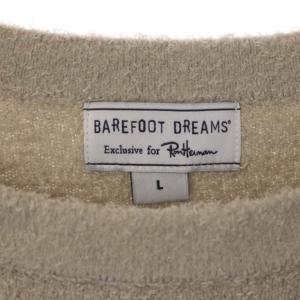 BAREFOOT DREAMS®
Exclusive for Ron Herman
L